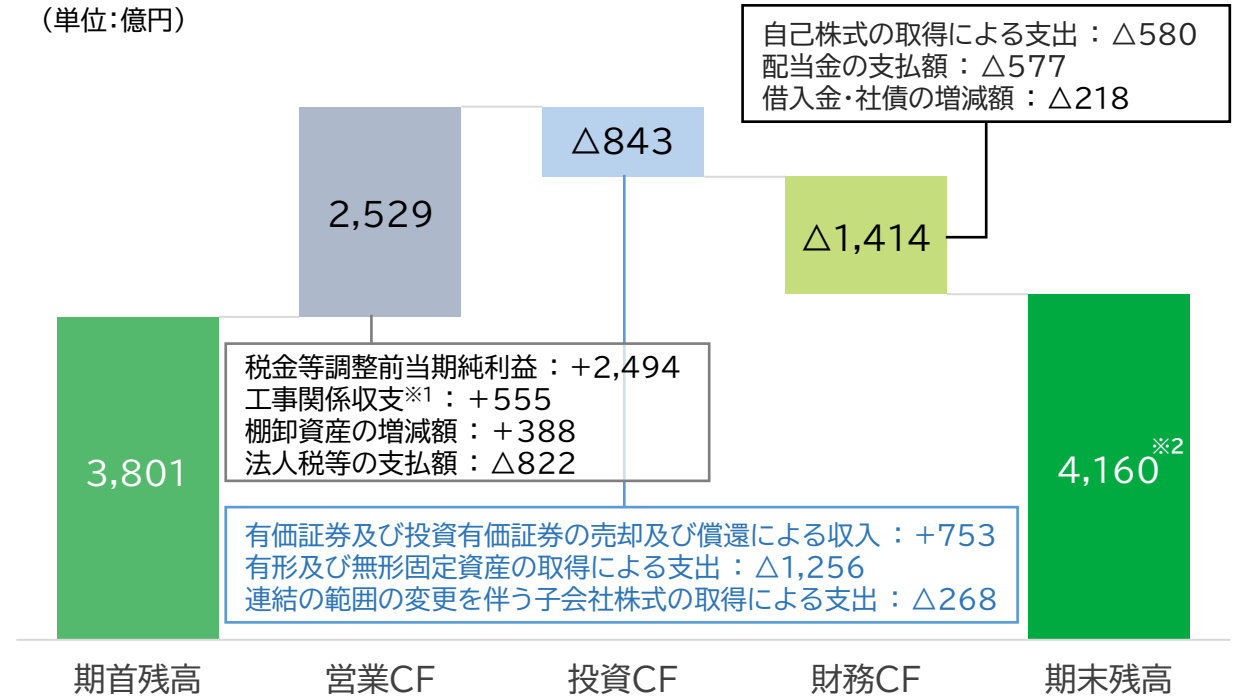 （単位：億円）
自己株式の取得による支出：△580
配当金の支払額：△577
借入金・社債の増減額：△218
△843
2,529
△1,414
税金等調整前当期純利益：+2,494
工事関係収支※1：+555
棚卸資産の増減額：+388
法人税等の支払額：△822
3,801
4,160※2
有価証券及び投資有価証券の売却及び償還による収入：+753
有形及び無形固定資産の取得による支出：△1,256
連結の範囲の変更を伴う子会社株式の取得による支出：△268
期首残高
営業CF
投資CF
財務CF
期末残高